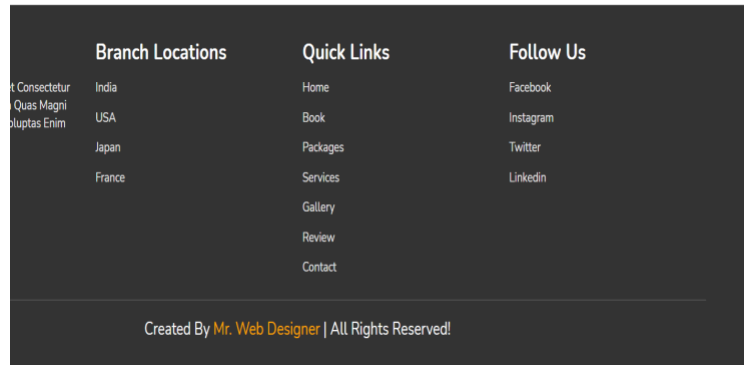 Branch Locations
Quick Links
Follow Us
Consectetur
Quas Magni
Enim
India
USA
Japan
France
Home
Book
Packages
Services
Gallery
Review
Contact
Facebook
Instagram
Twitter
Linkedin
Created By Mr. Web Designer | All Rights Reserved!